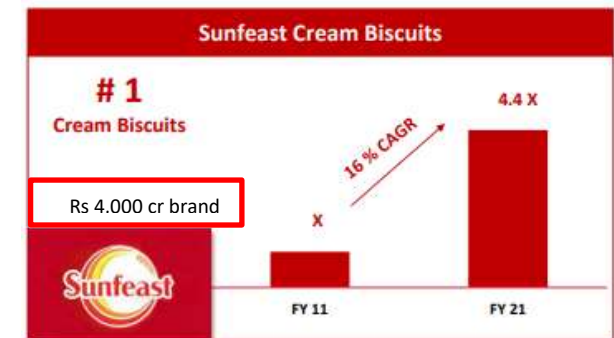 Sunfeast Cream Biscuits
# 1
Cream Biscuits
4.4 X
16 % CAGR
Rs 4.000 cr brand
X
Sunfeast
FY 11
FY 21